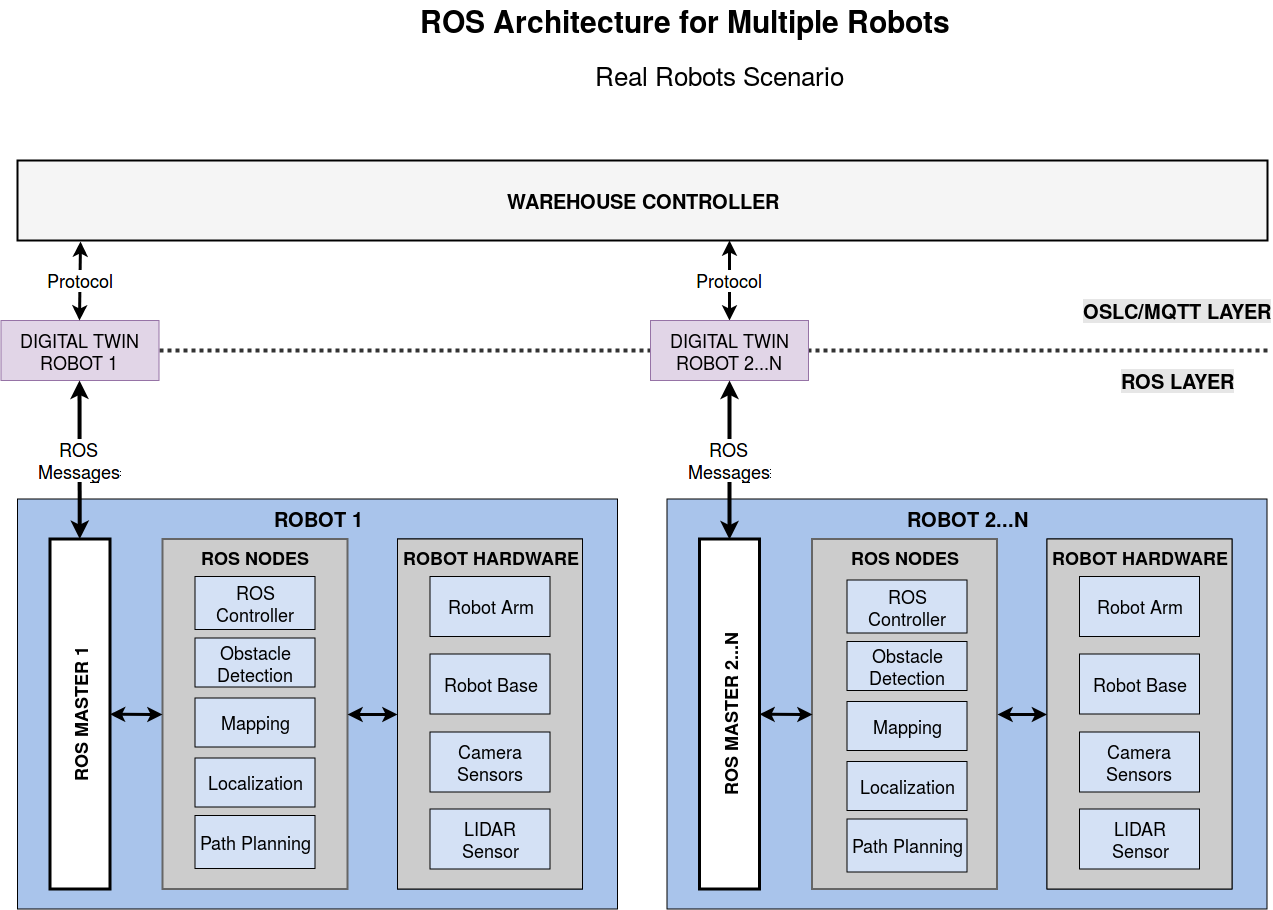 ROS Architecture for Multiple Robots
Real Robots Scenario
WAREHOUSE CONTROLLER
Protocol
Protocol
OSLC/MQTT LAYER
DIGITAL TWIN
ROBOT 1
DIGITAL TWIN
ROBOT 2...N
ROS LAYER
ROS
Messages
ROS
Messages
ROBOT 1
ROS MASTER 1
ROS NODES
ROS
Controller
Obstacle
Detection
Mapping
Localization
Path Planning
ROBOT HARDWARE
Robot Arm
Robot Base
Camera
Sensors
LIDAR
Sensor
ROBOT 2...N
ROS MASTER 2...N
ROS NODES
ROS
Controller
Obstacle
Detection
Mapping
Localization
Path Planning
ROBOT HARDWARE
Robot Arm
Robot Base
Camera
Sensors
LIDAR
Sensor